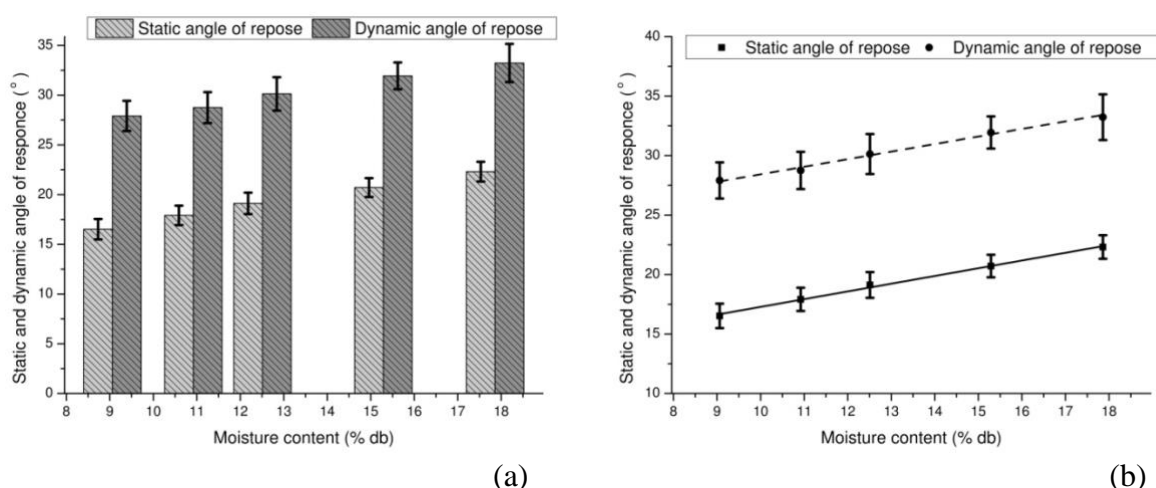 Static angle of repose Dynamic angle of repose
35
30
25
20
15
10
5
0
8 9 10 11 12 13 14 15 16 17 18
Static and dynamic angle of responce (°)
Moisture content (% db)
(a)
Static angle of repose Dynamic angle of repose
40
35
30
25
20
15
10
8 9 10 11 12 13 14 15 16 17 18
Static and dynamic angle of responce (°)
Moisture content (% db)
(b)